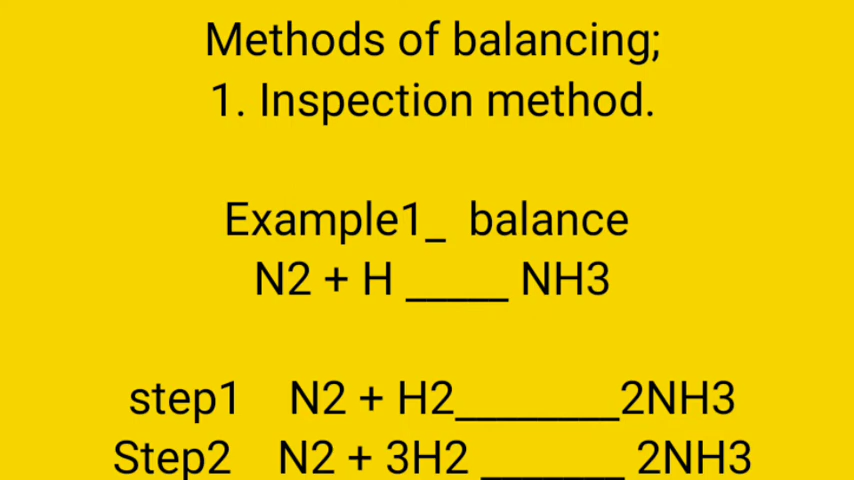 Methods of balancing;
1. Inspection method.
Example1_ balance
N2 + H _____ NH3
step1 N2 + H2________2NH3
Step2 N2 + 3H2 _______ 2NH3